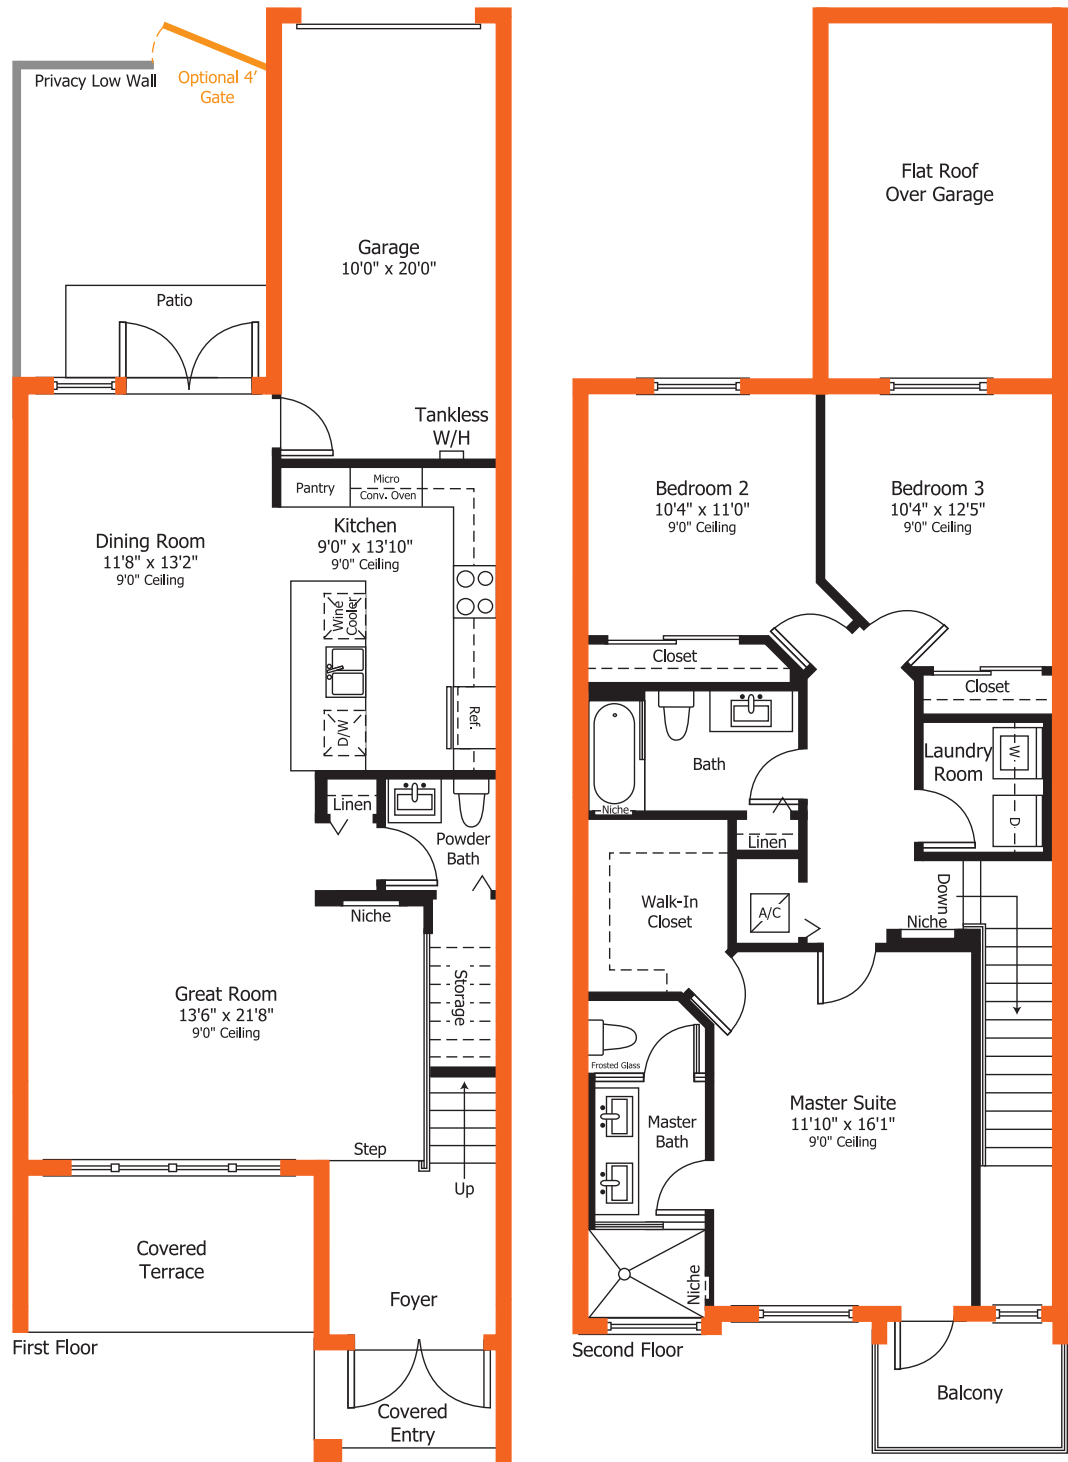 Privacy Low Wall
Optional 4'
Gate
Patio
Garage
10'0" x 20'0"
Tankless
W/H
Pantry
Micro
Conv. Oven
Kitchen
9'0" x 13'10"
9'0" Ceiling
Dining Room
11'8" x 13'2"
9'0" Ceiling
Wine
Cooler
D/W
Ref.
Linen
Powder
Bath
Niche
Storage
Great Room
13'6" x 21'8"
9'0" Ceiling
Step
Up
Covered
Terrace
Foyer
First Floor
Covered
Entry
Flat Roof
Over Garage
Bedroom 2
10'4" x 11'0"
9'0" Ceiling
Bedroom 3
10'4" x 12'5"
9'0" Ceiling
Closet
Closet
Bath
Niche
Linen
Laundry
Room
W
D
Walk-In
Closet
A/C
Down
Niche
Frosted Glass
Master
Bath
Master Suite
11'10" x 16'1"
9'0" Ceiling
Niche
Second Floor
Balcony